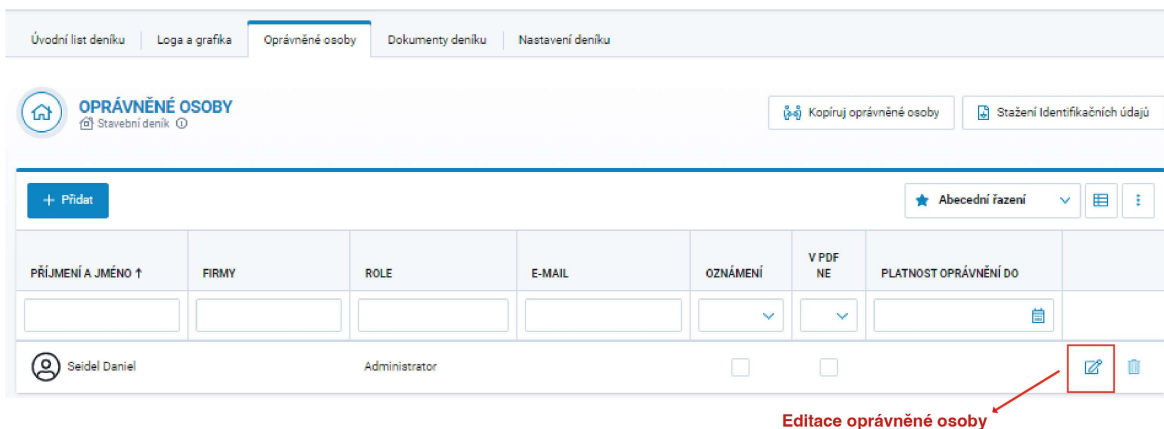 Úvodní list deníku Loga a grafika Oprávněné osoby Dokumenty deníku Nastavení deníku
OPRÁVNĚNÉ OSOBY
Stavební deník
Kopíruj oprávněné osoby Stažení Identifikačních údajů
+ Přidat Abecední řazení
PŘÍJMENÍ A JMÉNO ↑ FIRMY ROLE E-MAIL OZNÁMENÍ V PDF PLATNOST OPRÁVNĚNÍ DO
NE
Seidel Daniel Administrator
Editace oprávněné osoby